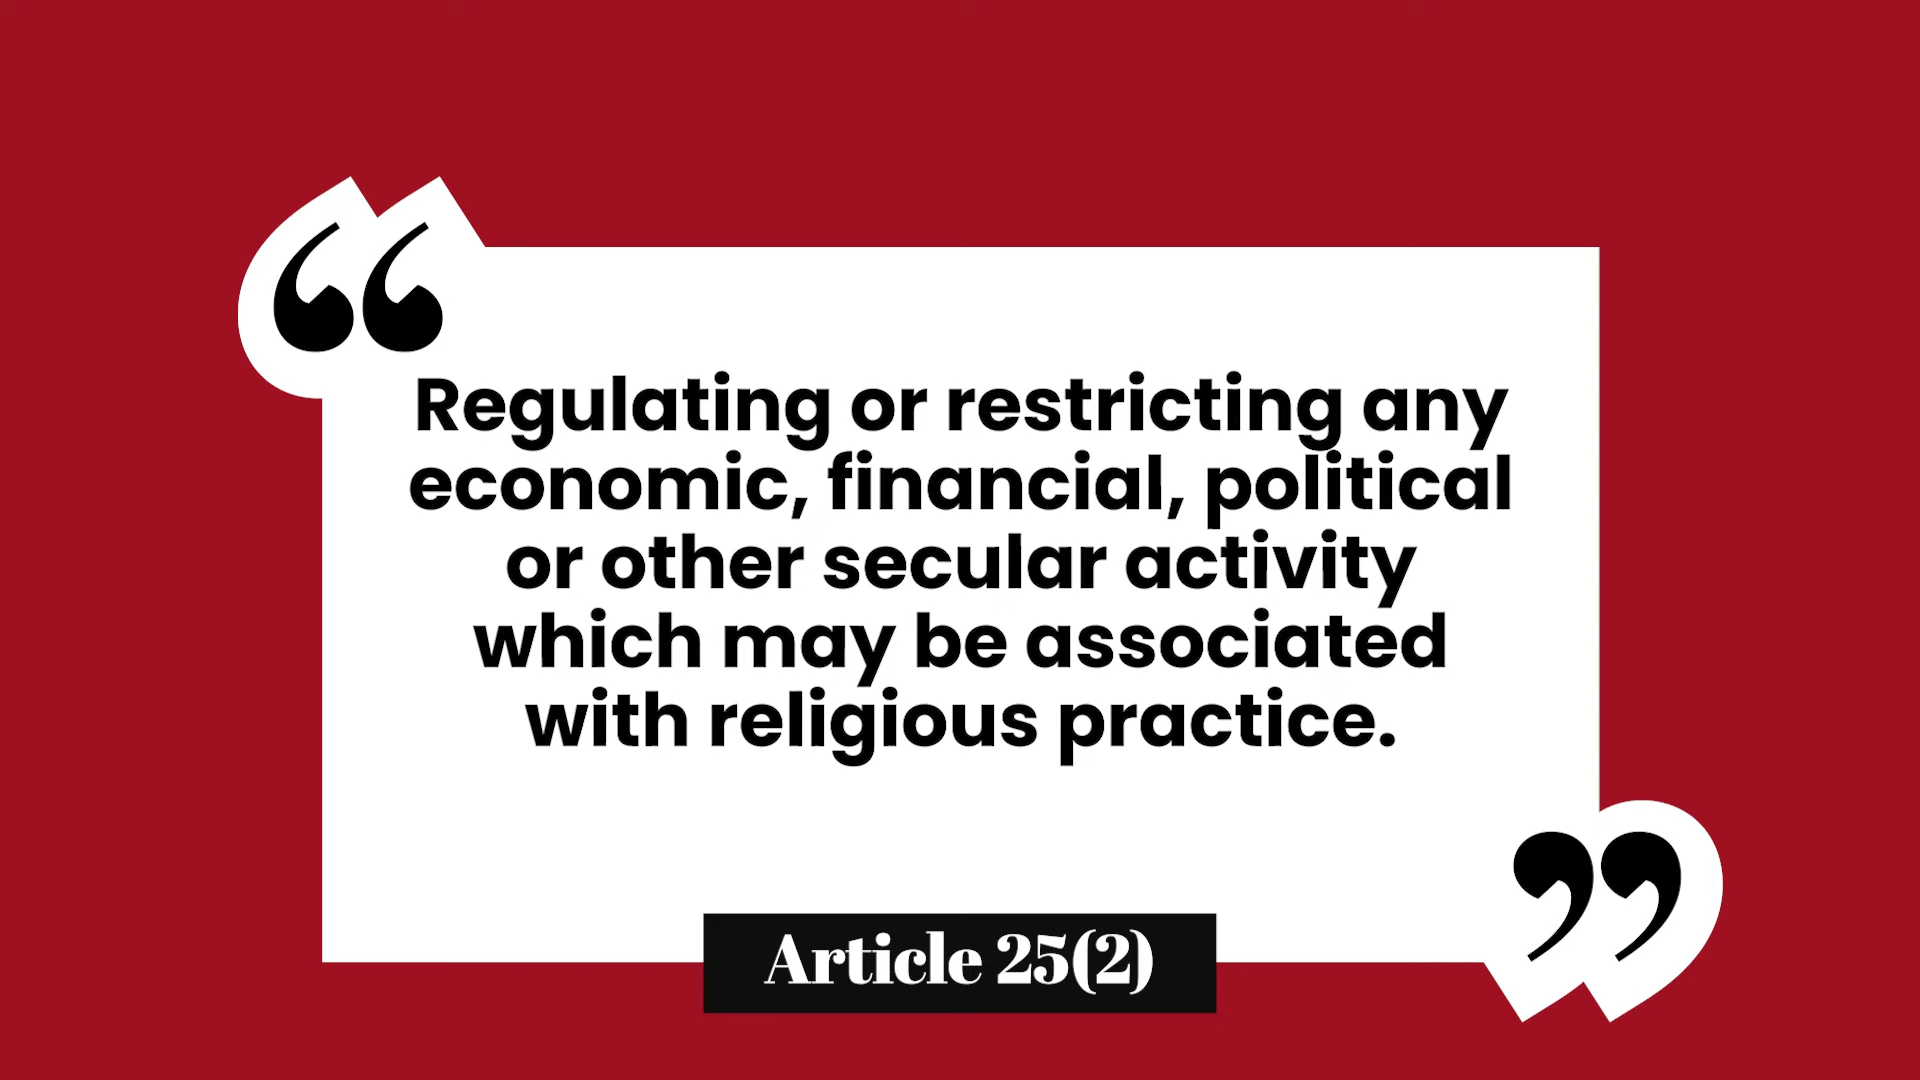 “
Regulating or restricting any
economic, financial, political
or other secular activity
which may be associated
with religious practice.
”
Article 25(2)